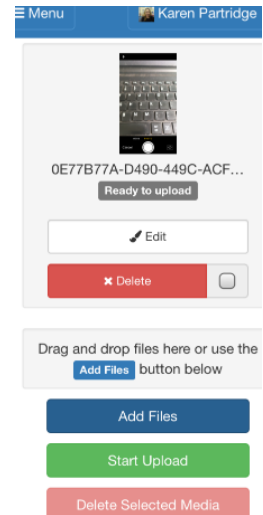 Menu
Karen Partridge
0E77B77A-D490-449C-ACF...
Ready to upload
Edit
Delete
Drag and drop files here or use the
Add Files button below
Add Files
Start Upload
Delete Selected Media